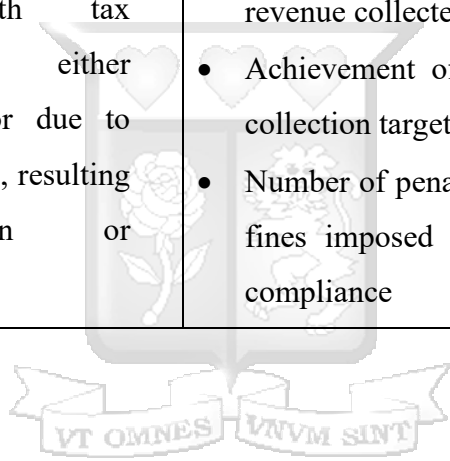 th tax
either
r due to
, resulting
n or
revenue collecte
• Achievement of
collection target
• Number of pena
fines imposed
compliance
VT OMNES VNVM SINT